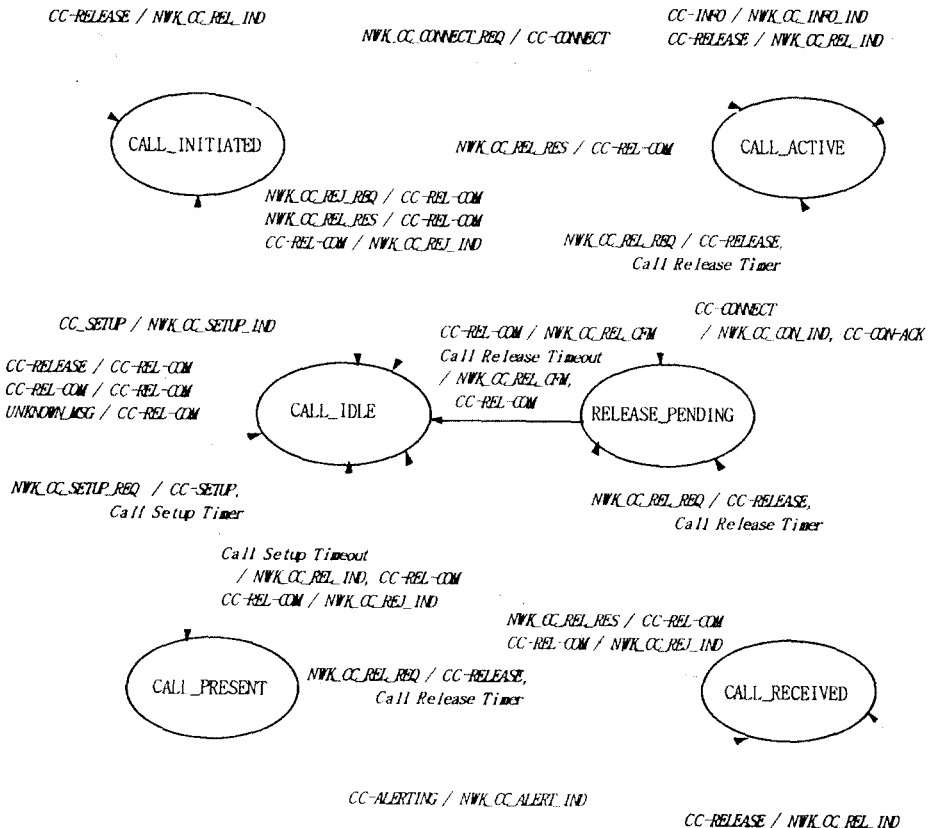 CC-RELEASE / NWK_CC_REL_IND
NWK_CC_CONNECT_REQ / CC-CONNECT
CC-INFO / NWK_CC_INFO_IND
CC-RELEASE / NWK_CC_REL_IND
CALL_INITIATED
NWK_CC_REL_RES / CC-REL-COM
CALL_ACTIVE
NWK_CC_REJ_REQ / CC-REL-COM
NWK_CC_REL_RES / CC-REL-COM
CC-REL-COM / NWK_CC_REJ_IND
NWK_CC_REL_REQ / CC-RELEASE,
Call Release Timer
CC_SETUP / NWK_CC_SETUP_IND
CC-RELEASE / CC-REL-COM
CC-REL-COM / CC-REL-COM
UNKNOWN_MSG / CC-REL-COM
CALL_IDLE
CC-REL-COM / NWK_CC_REL_CFM
Call Release Timeout
/ NWK_CC_REL_CFM,
CC-REL-COM
CC-CONNECT
/ NWK_CC_CON_IND, CC-CON-ACK
RELEASE_PENDING
NWK_CC_SETUP_REQ / CC-SETUP,
Call Setup Timer
NWK_CC_REL_REQ / CC-RELEASE,
Call Release Timer
Call Setup Timeout
/ NWK_CC_REL_IND, CC-REL-COM
CC-REL-COM / NWK_CC_REJ_IND
NWK_CC_REL_RES / CC-REL-COM
CC-REL-COM / NWK_CC_REJ_IND
CALL_PRESENT
NWK_CC_REL_REQ / CC-RELEASE,
Call Release Timer
CALL_RECEIVED
CC-ALERTING / NWK_CC_ALERT_IND
CC-RELEASE / NWK_CC_REL_IND